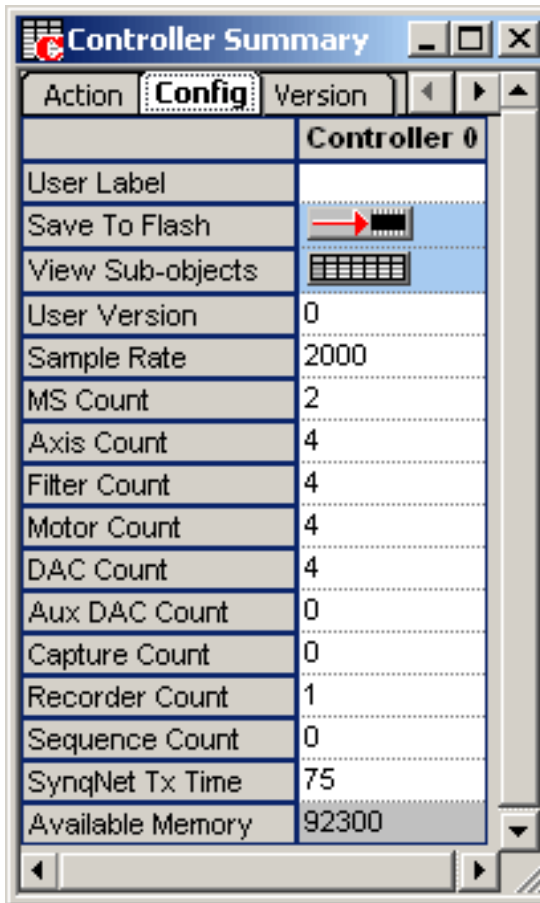 Controller Summary
Action Config Version
Controller 0
User Label
Save To Flash
View Sub-objects
User Version 0
Sample Rate 2000
MS Count 2
Axis Count 4
Filter Count 4
Motor Count 4
DAC Count 4
Aux DAC Count 0
Capture Count 0
Recorder Count 1
Sequence Count 0
SynqNet Tx Time 75
Available Memory 92300